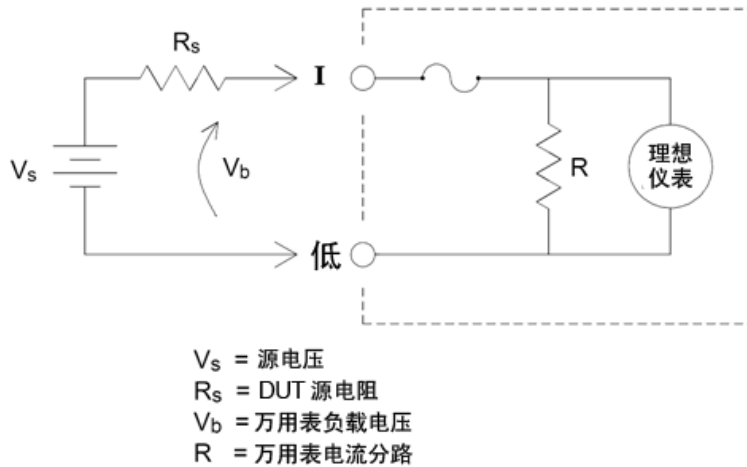 Rs
I
Vs
Vb
R
理想
仪表
低
Vs = 源电压
Rs = DUT 源电阻
Vb = 万用表负载电压
R = 万用表电流分路